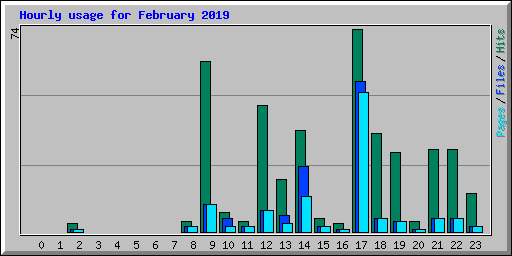 Hourly usage for February 2019
74
Pages/Files/Hits
0 1 2 3 4 5 6 7 8 9 10 11 12 13 14 15 16 17 18 19 20 21 22 23